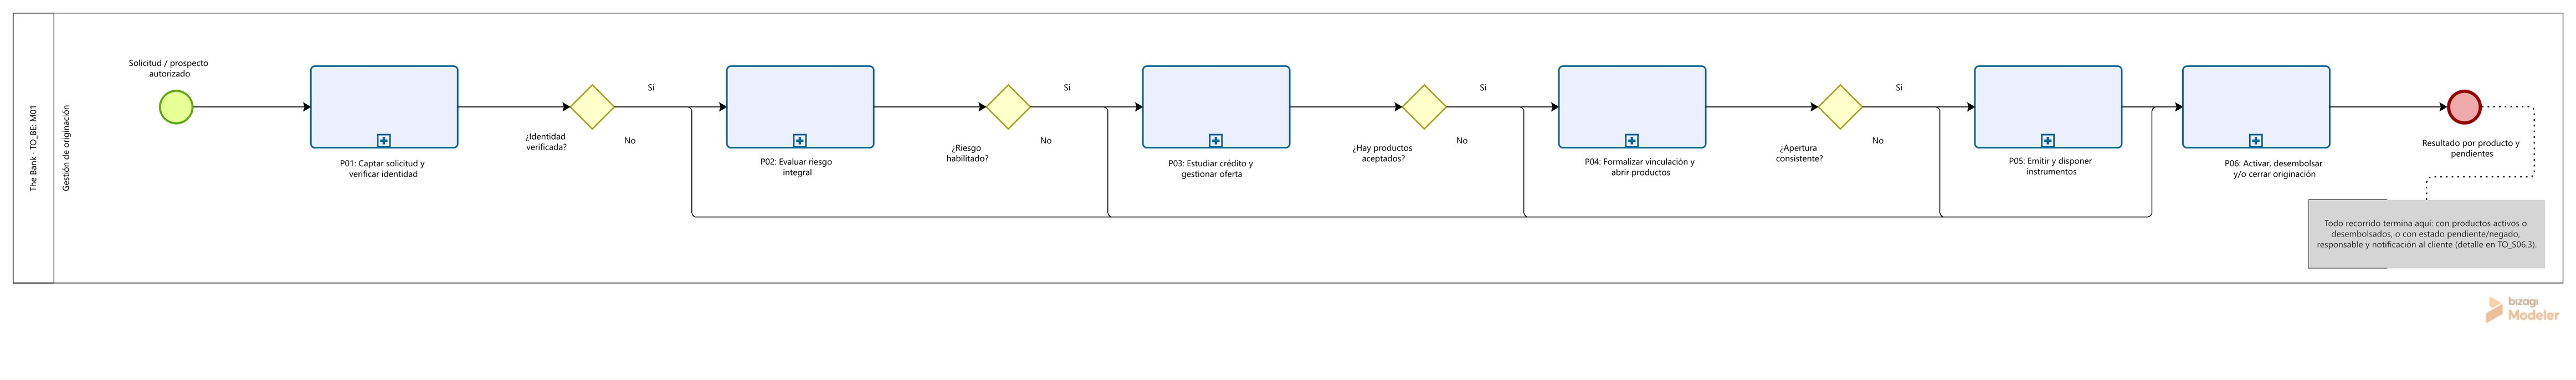 The Bank - TO_BE: M01
Gestión de originación
Solicitud / prospecto
autorizado
P01: Captar solicitud y
verificar identidad
¿Identidad
verificada?
Sí
No
P02: Evaluar riesgo
integral
¿Riesgo
habilitado?
Sí
No
P03: Estudiar crédito y
gestionar oferta
¿Hay productos
aceptados?
Sí
No
P04: Formalizar vinculación y
abrir productos
¿Apertura
consistente?
Sí
No
P05: Emitir y disponer
instrumentos
P06: Activar, desembolsar
y/o cerrar originación
Resultado por producto y
pendientes
Todo recorrido termina aquí: con productos activos o
desembolsados, o con estado pendiente/negado,
responsable y notificación al cliente (detalle en TO_S06.3).
bizagi
Modeler